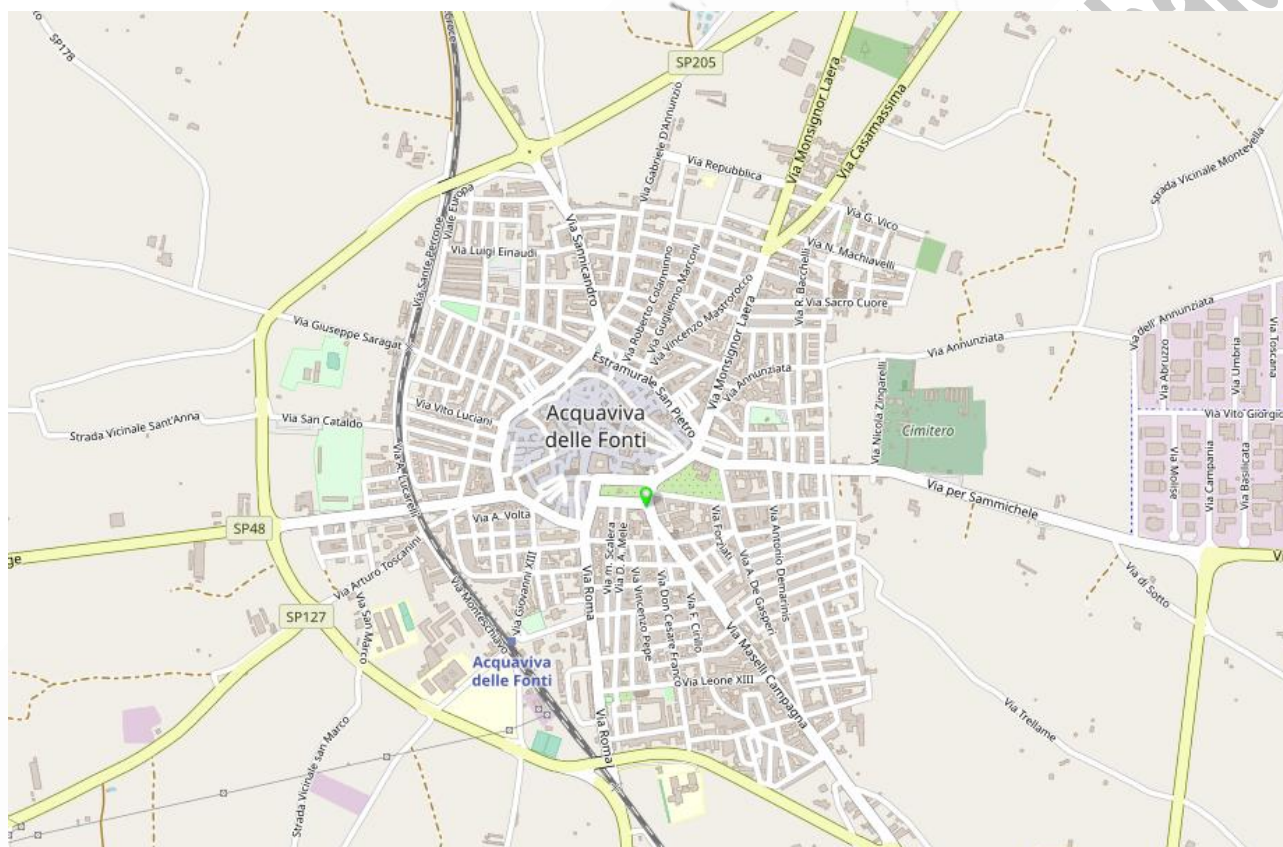 SP178
SP205
Via Monsignor Laera
Via Casamassima
Via Gabriele D'Annunzio
Via Repubblica
Strada Vicinale Montevella
Viale Europa
Via Sante Perrone
Via Luigi Einaudi
Via Sannicandro
Via G. Vico
Via N. Machiavelli
Via Roberto Colanninno
Via Guglielmo Marconi
Via Vincenzo Mastrorocco
Via R. Bacchelli
Via Sacro Cuore
Via Monsignor Laera
Via Giuseppe Saragat
Via dell' Annunziata
Via Toscana
Via Annunziata
Via Abruzzo
Via Umbria
Estramurale San Pietro
Via Annunziata
Via Nicola Zingarelli
Via Vito Luciani
Acquaviva
delle Fonti
Via San Cataldo
Strada Vicinale Sant'Anna
Cimitero
Via Vito Giorgio
Via Molise
Via Campania
Via Basilicata
Via A. Lucarelli
Via per Sammichele
Via A. Volta
SP48
ge
Via m. Scalera
Via D. A. Mele
Via Forziati
Via Antonio Demarinis
Via A. De Gasperi
Via Arturo Toscanini
Via Giovanni XIII
Via Roma
Via Vincenzo Pepe
Via Don Cesare Franco
Via F. Cirillo
Via di Sotto
Via San Marco
Via Monteschiavo
SP127
Acquaviva
delle Fonti
Via Leone XIII
Via Maselli Campagna
Via Roma
Via Trellame
Strada Vicinale san Marco